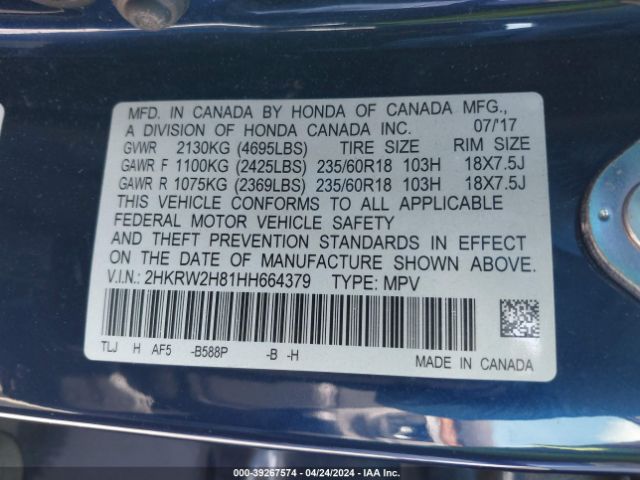 MFD. IN CANADA BY HONDA OF CANADA MFG.,
A DIVISION OF HONDA CANADA INC. 07/'17
GVWR 2130KG (4695LBS) TIRE SIZE RIM SIZE
GAWR F 1100KG (2425LBS) 235/60R18 103H 18X7.5J
GAWR R 1075KG (2369LBS) 235/60R18 103H 18X7.5J
THIS VEHICLE CONFORMS TO ALL APPLICABLE
FEDERAL MOTOR VEHICLE SAFETY
AND THEFT PREVENTION STANDARDS IN EFFECT
ON THE DATE OF MANUFACTURE SHOWN ABOVE.
V.I.N.: 2HKRW2H81HH664379 TYPE: MPV
TLJ H AF5 -B588P -B -H
MADE IN CANADA
000-39267574 - 04/24/2024 - IAA Inc.